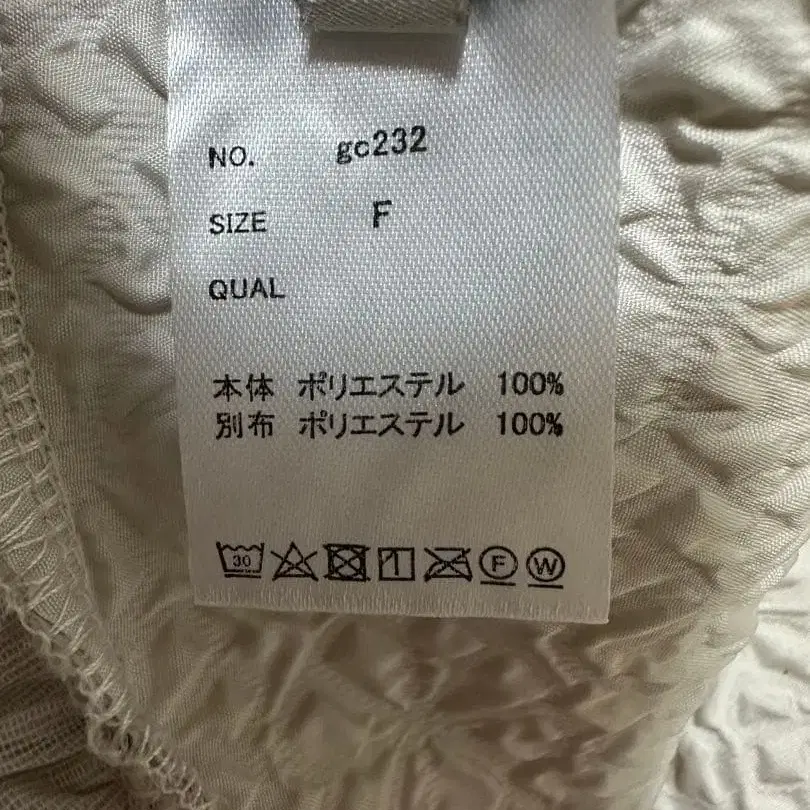 NO. gc232
SIZE F
QUAL
本体 ポリエステル 100%
別布 ポリエステル 100%
30 F W